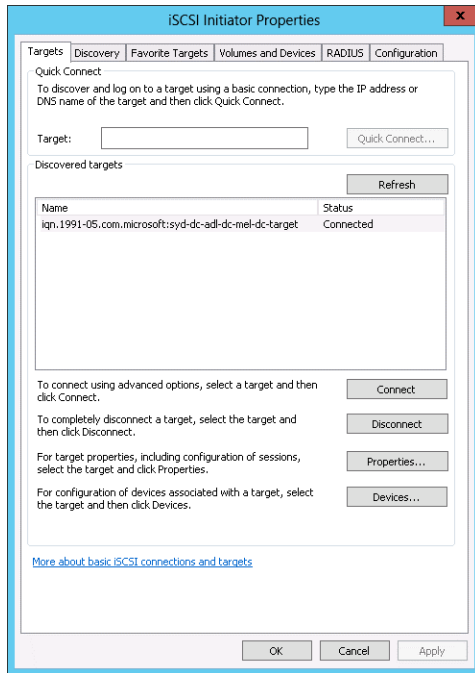 iSCSI Initiator Properties
x
Targets Discovery Favorite Targets Volumes and Devices RADIUS Configuration
Quick Connect
To discover and log on to a target using a basic connection, type the IP address or
DNS name of the target and then click Quick Connect.
Target: Quick Connect...
Discovered targets
Refresh
Name Status
iqn.1991-05.com.microsoft:syd-dc-adl-dc-mel-dc-target Connected
To connect using advanced options, select a target and then
click Connect.
Connect
To completely disconnect a target, select the target and
then click Disconnect.
Disconnect
For target properties, including configuration of sessions,
select the target and click Properties.
Properties...
For configuration of devices associated with a target, select
the target and then click Devices.
Devices...
More about basic iSCSI connections and targets
OK Cancel Apply